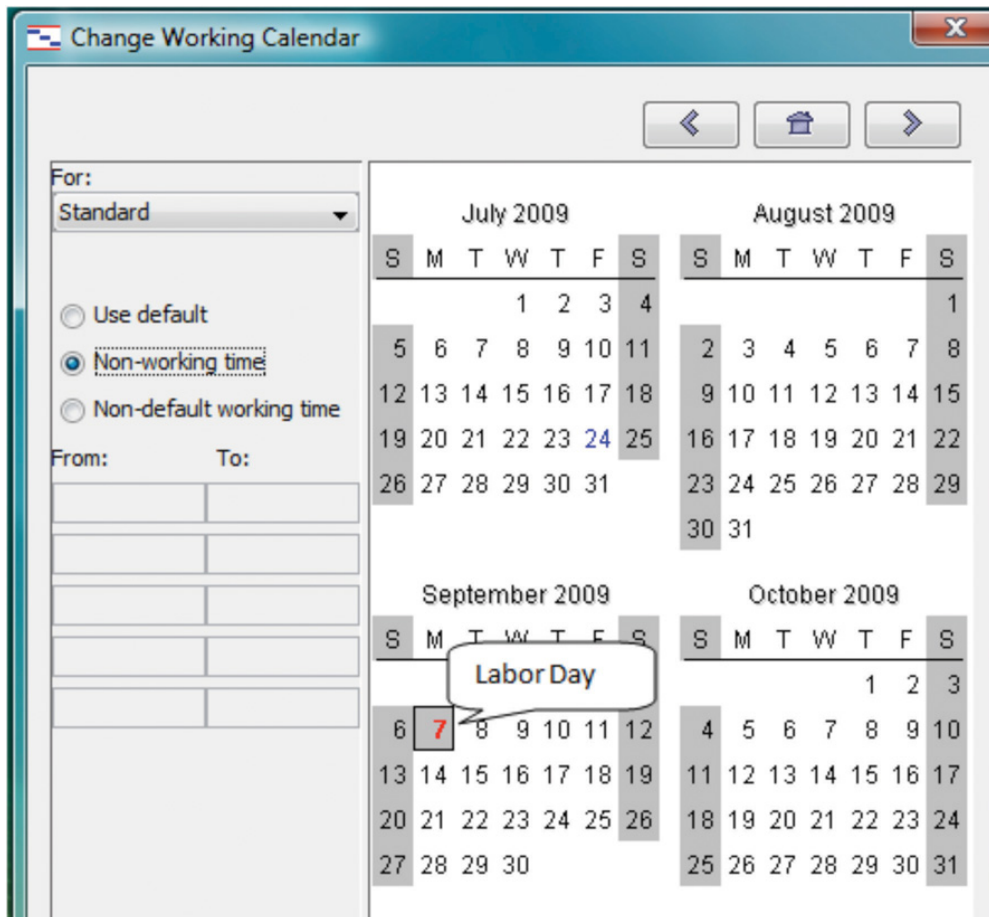 Change Working Calendar
X
For:
Standard
Use default
Non-working time
Non-default working time
From: To:
July 2009
S M T W T F S
1 2 3 4
5 6 7 8 9 10 11
12 13 14 15 16 17 18
19 20 21 22 23 24 25
26 27 28 29 30 31
August 2009
S M T W T F S
1
2 3 4 5 6 7 8
9 10 11 12 13 14 15
16 17 18 19 20 21 22
23 24 25 26 27 28 29
30 31
September 2009
S M T W T F S
Labor Day
6 7 8 9 10 11 12
13 14 15 16 17 18 19
20 21 22 23 24 25 26
27 28 29 30
October 2009
S M T W T F S
1 2 3
4 5 6 7 8 9 10
11 12 13 14 15 16 17
18 19 20 21 22 23 24
25 26 27 28 29 30 31